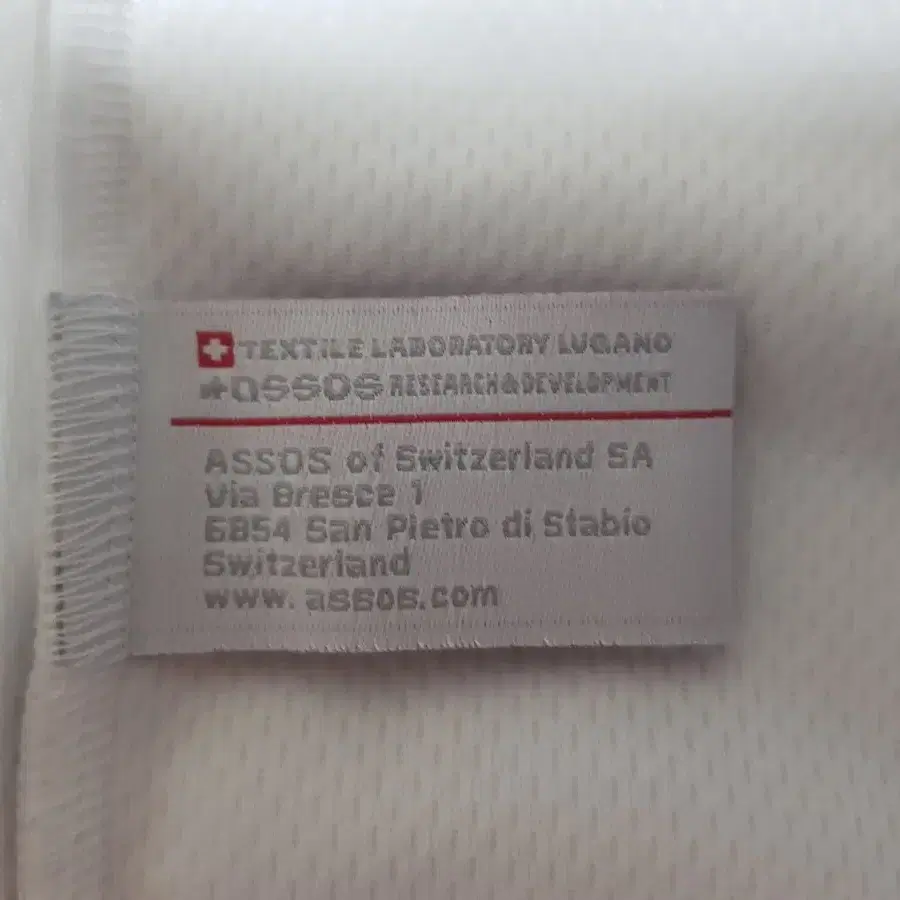 TEXTILE LABORATORY LUGANO
assos RESEARCH&DEVELOPMENT
ASSOS of Switzerland SA
Via Bresce 1
6854 San Pietro di Stabio
Switzerland
www.assos.com